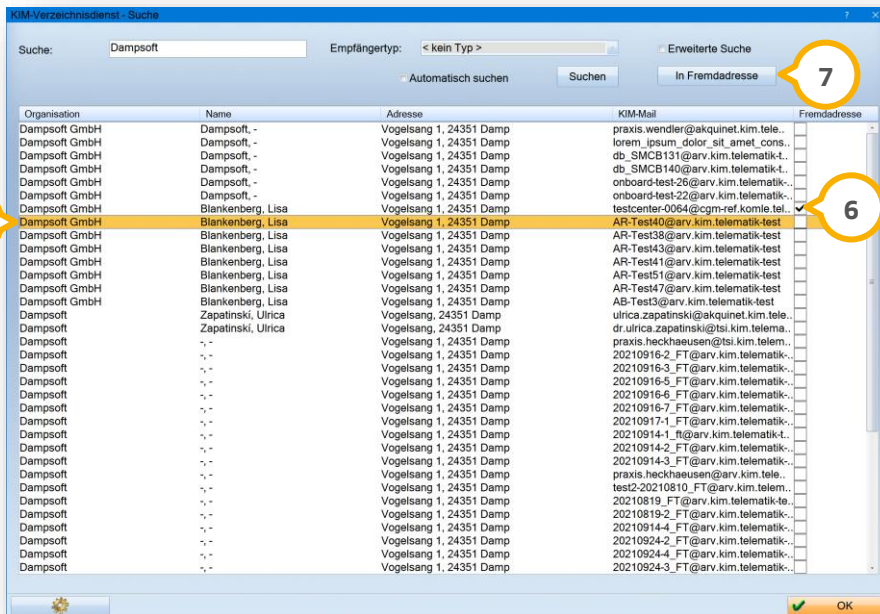 KIM-Verzeichnisdienst - Suche ? ×
Suche: Dampsoft Empfängertyp: < kein Typ > Erweiterte Suche
Automatisch suchen Suchen In Fremdadresse 7
Organisation Name Adresse KIM-Mail Fremdadresse
Dampsoft GmbH Dampsoft, - Vogelsang 1, 24351 Damp praxis.wendler@akquinet.kim.tele..
Dampsoft GmbH Dampsoft, - Vogelsang 1, 24351 Damp lorem_ipsum_dolor_sit_amet_cons..
Dampsoft GmbH Dampsoft, - Vogelsang 1, 24351 Damp db_SMCB131@arv.kim.telematik-t..
Dampsoft GmbH Dampsoft, - Vogelsang 1, 24351 Damp db_SMCB140@arv.kim.telematik-t..
Dampsoft GmbH Dampsoft, - Vogelsang 1, 24351 Damp onboard-test-26@arv.kim.telematik-..
Dampsoft GmbH Dampsoft, - Vogelsang 1, 24351 Damp onboard-test-22@arv.kim.telematik-..
Dampsoft GmbH Blankenberg, Lisa Vogelsang 1, 24351 Damp testcenter-0064@cgm-ref.komle.tel.. 6
Dampsoft GmbH Blankenberg, Lisa Vogelsang 1, 24351 Damp AR-Test40@arv.kim.telematik-test
Dampsoft GmbH Blankenberg, Lisa Vogelsang 1, 24351 Damp AR-Test38@arv.kim.telematik-test
Dampsoft GmbH Blankenberg, Lisa Vogelsang 1, 24351 Damp AR-Test43@arv.kim.telematik-test
Dampsoft GmbH Blankenberg, Lisa Vogelsang 1, 24351 Damp AR-Test41@arv.kim.telematik-test
Dampsoft GmbH Blankenberg, Lisa Vogelsang 1, 24351 Damp AR-Test51@arv.kim.telematik-test
Dampsoft GmbH Blankenberg, Lisa Vogelsang 1, 24351 Damp AR-Test47@arv.kim.telematik-test
Dampsoft GmbH Blankenberg, Lisa Vogelsang 1, 24351 Damp AB-Test3@arv.kim.telematik-test
Dampsoft Zapatinskí, Ulrica Vogelsang, 24351 Damp ulrica.zapatinski@akquinet.kim.tele..
Dampsoft Zapatinskí, Ulrica Vogelsang, 24351 Damp dr.ulrica.zapatinski@tsi.kim.telema..
Dampsoft -, - Vogelsang 1, 24351 Damp praxis.heckhaeusen@tsi.kim.telem..
Dampsoft -, - Vogelsang 1, 24351 Damp 20210916-2_FT@arv.kim.telematik-..
Dampsoft -, - Vogelsang 1, 24351 Damp 20210916-3_FT@arv.kim.telematik-..
Dampsoft -, - Vogelsang 1, 24351 Damp 20210916-5_FT@arv.kim.telematik-..
Dampsoft -, - Vogelsang 1, 24351 Damp 20210916-6_FT@arv.kim.telematik-..
Dampsoft -, - Vogelsang 1, 24351 Damp 20210916-7_FT@arv.kim.telematik-..
Dampsoft -, - Vogelsang 1, 24351 Damp 20210917-1_FT@arv.kim.telematik-..
Dampsoft -, - Vogelsang 1, 24351 Damp 20210914-1_ft@arv.kim.telematik-t..
Dampsoft -, - Vogelsang 1, 24351 Damp 20210914-2_FT@arv.kim.telematik-..
Dampsoft -, - Vogelsang 1, 24351 Damp 20210914-3_FT@arv.kim.telematik-..
Dampsoft -, - Vogelsang 1, 24351 Damp praxis.heckhaeusen@arv.kim.tele..
Dampsoft -, - Vogelsang 1, 24351 Damp test2-20210810_FT@arv.kim.telem..
Dampsoft -, - Vogelsang 1, 24351 Damp 20210819_FT@arv.kim.telematik-te..
Dampsoft -, - Vogelsang 1, 24351 Damp 20210819-2_FT@arv.kim.telematik-..
Dampsoft -, - Vogelsang 1, 24351 Damp 20210914-4_FT@arv.kim.telematik-..
Dampsoft -, - Vogelsang 1, 24351 Damp 20210924-2_FT@arv.kim.telematik-..
Dampsoft -, - Vogelsang 1, 24351 Damp 20210924-4_FT@arv.kim.telematik-..
Dampsoft -, - Vogelsang 1, 24351 Damp 20210924-3_FT@arv.kim.telematik-..
OK